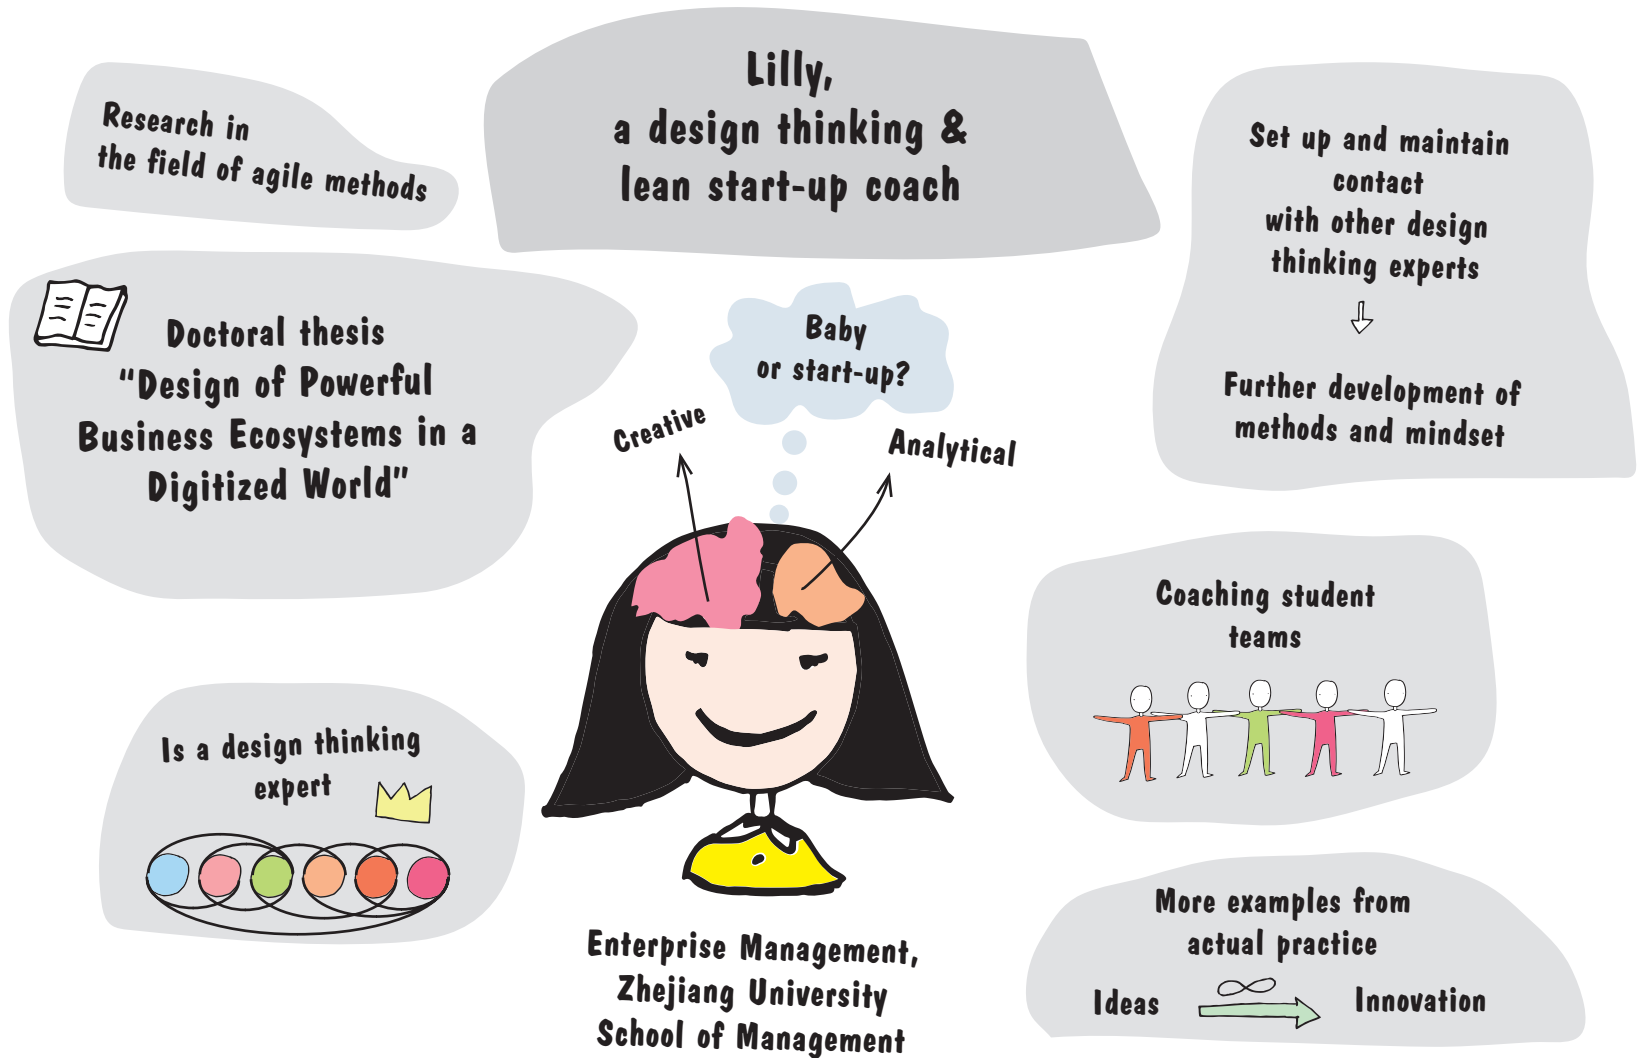 Lilly,
a design thinking &
lean start-up coach
Research in
the field of agile methods
Doctoral thesis
“Design of Powerful
Business Ecosystems in a
Digitized World”
Is a design thinking
expert
Baby
or start-up?
Creative
Analytical
Enterprise Management,
Zhejiang University
School of Management
Set up and maintain
contact
with other design
thinking experts
Further development of
methods and mindset
Coaching student
teams
More examples from
actual practice
Ideas
Innovation